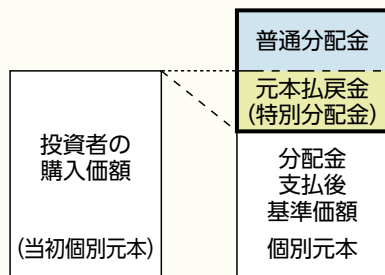 普通分配金
元本払戻金
(特別分配金)
投資者の
購入価額
(当初個別元本)
分配金
支払後
基準価額
個別元本